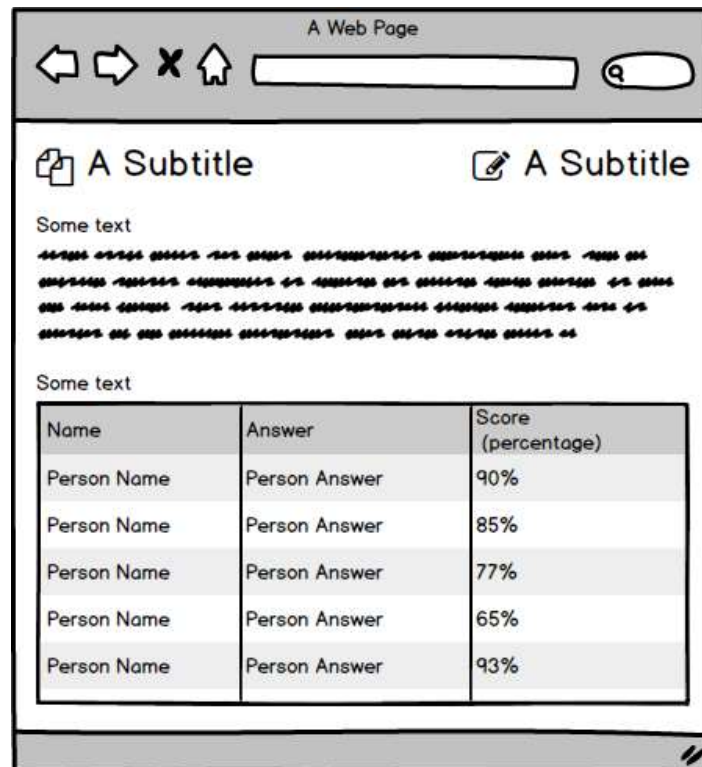 A Web Page
A Subtitle A Subtitle
Some text
Some text
Name Answer Score
(percentage)
Person Name Person Answer 90%
Person Name Person Answer 85%
Person Name Person Answer 77%
Person Name Person Answer 65%
Person Name Person Answer 93%